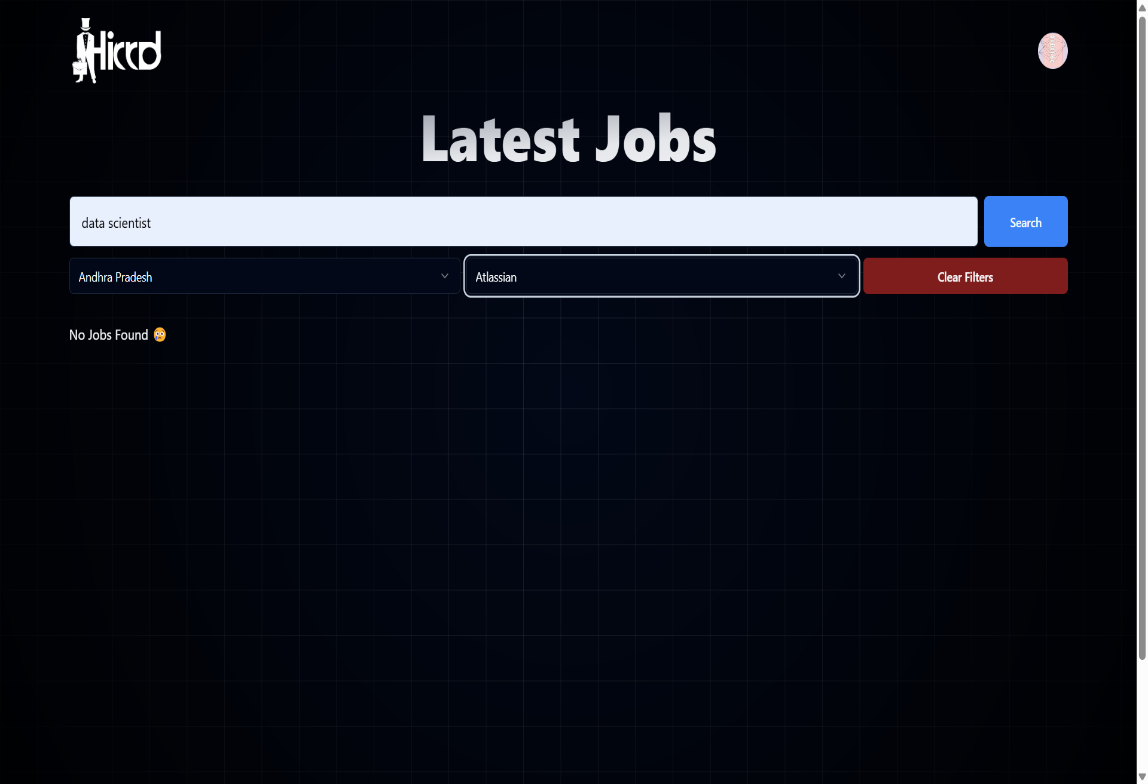 Hirrd
Latest Jobs
data scientist
Search
Andhra Pradesh
Atlassian
Clear Filters
No Jobs Found 😢